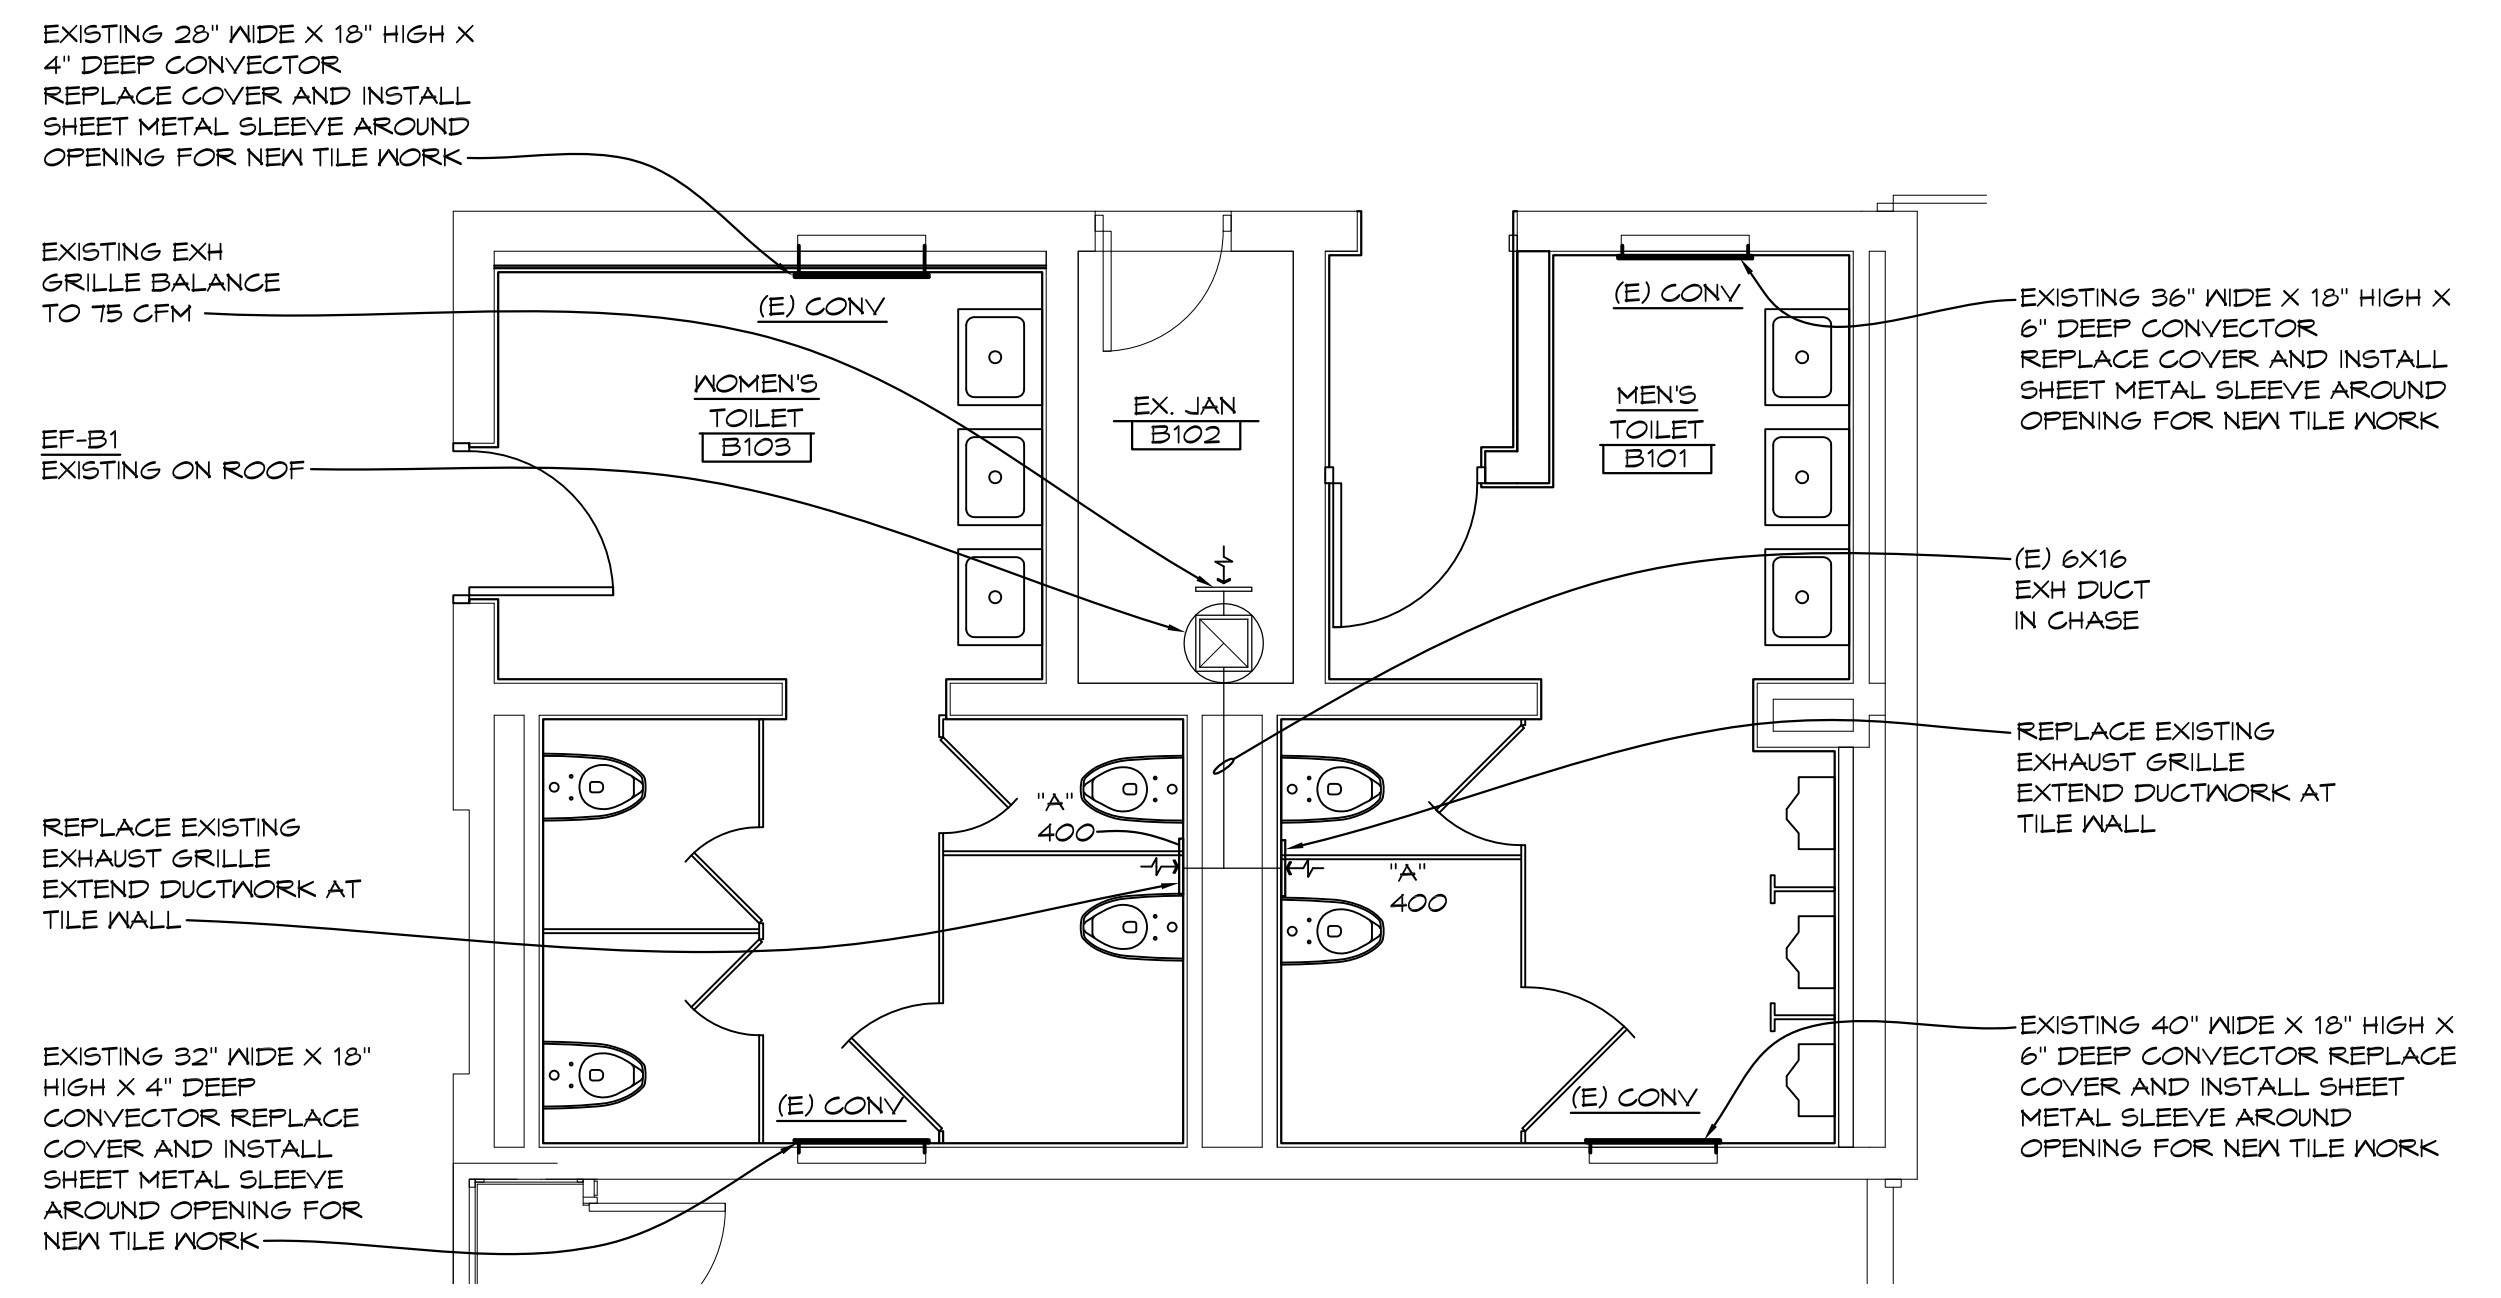 EXISTING 28" WIDE X 18" HIGH X
4" DEEP CONVECTOR
REPLACE COVER AND INSTALL
SHEET METAL SLEEVE AROUND
OPENING FOR NEW TILE WORK
EXISTING EXH
GRILLE BALANCE
TO 75 CFM
EF-B1
EXISTING ON ROOF
REPLACE EXISTING
EXHAUST GRILLE
EXTEND DUCTWORK AT
TILE WALL
EXISTING 32" WIDE X 18"
HIGH X 4" DEEP
CONVECTOR REPLACE
COVER AND INSTALL
SHEET METAL SLEEVE
AROUND OPENING FOR
NEW TILE WORK
(E) CONV
WOMEN'S
TOILET
B103
EX. JAN
B102
(E) CONV
MEN'S
TOILET
B101
"A"
400
"A"
400
(E) CONV
(E) CONV
EXISTING 36" WIDE X 18" HIGH X
6" DEEP CONVECTOR
REPLACE COVER AND INSTALL
SHEET METAL SLEEVE AROUND
OPENING FOR NEW TILE WORK
(E) 6X16
EXH DUCT
IN CHASE
REPLACE EXISTING
EXHAUST GRILLE
EXTEND DUCTWORK AT
TILE WALL
EXISTING 40" WIDE X 18" HIGH X
6" DEEP CONVECTOR REPLACE
COVER AND INSTALL SHEET
METAL SLEEVE AROUND
OPENING FOR NEW TILE WORK